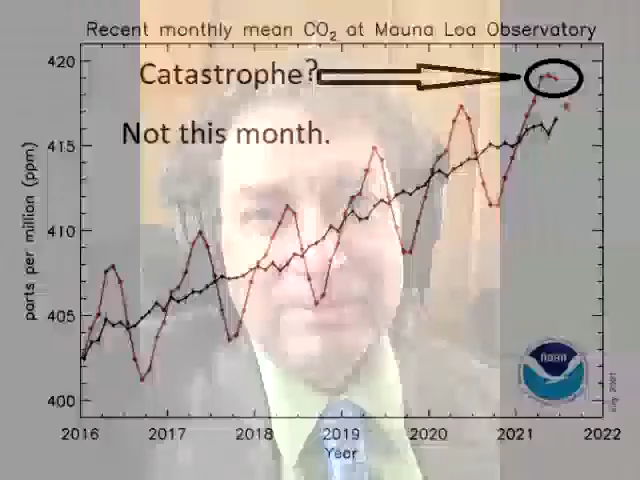 Recent monthly mean CO2 at Mauna Loa Observatory
420
Catastrophe?
Not this month.
415
410
405
400
parts per million (ppm)
NOAA
2016 2017 2018 2019 2020 2021 2022
Year